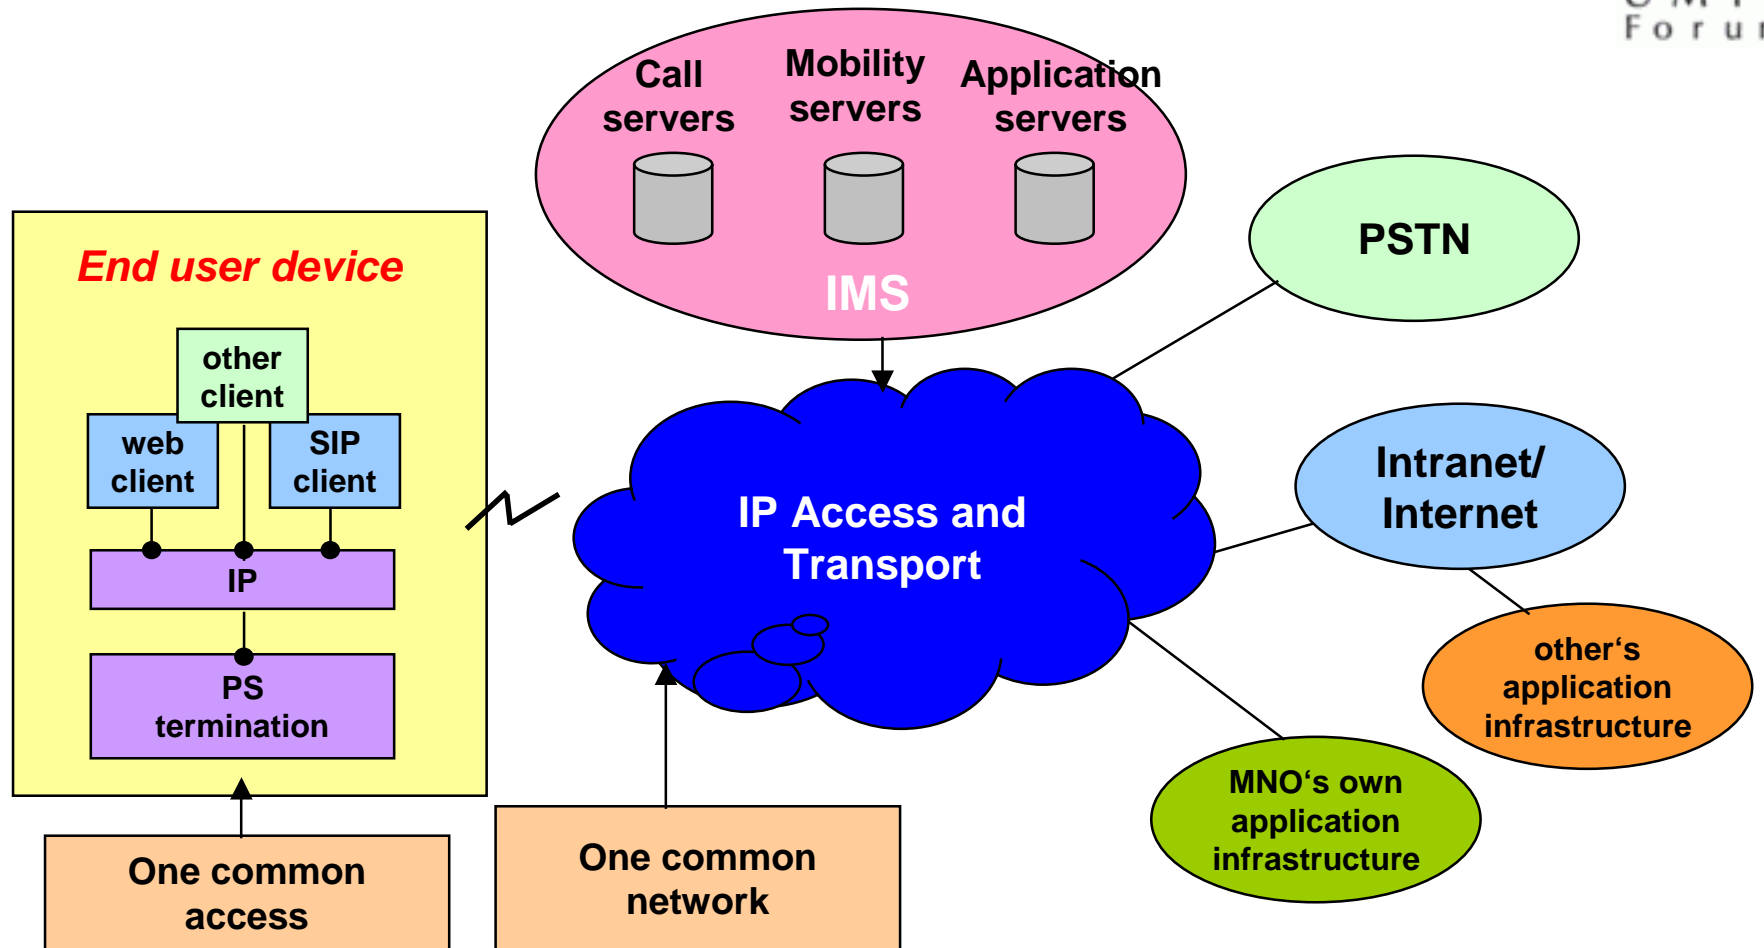 Forum
Call
servers
Mobility
servers
Application
servers
IMS
PSTN
End user device
other
client
web
client
SIP
client
IP
PS
termination
IP Access and
Transport
Intranet/
Internet
other‘s
application
infrastructure
MNO‘s own
application
infrastructure
One common
access
One common
network